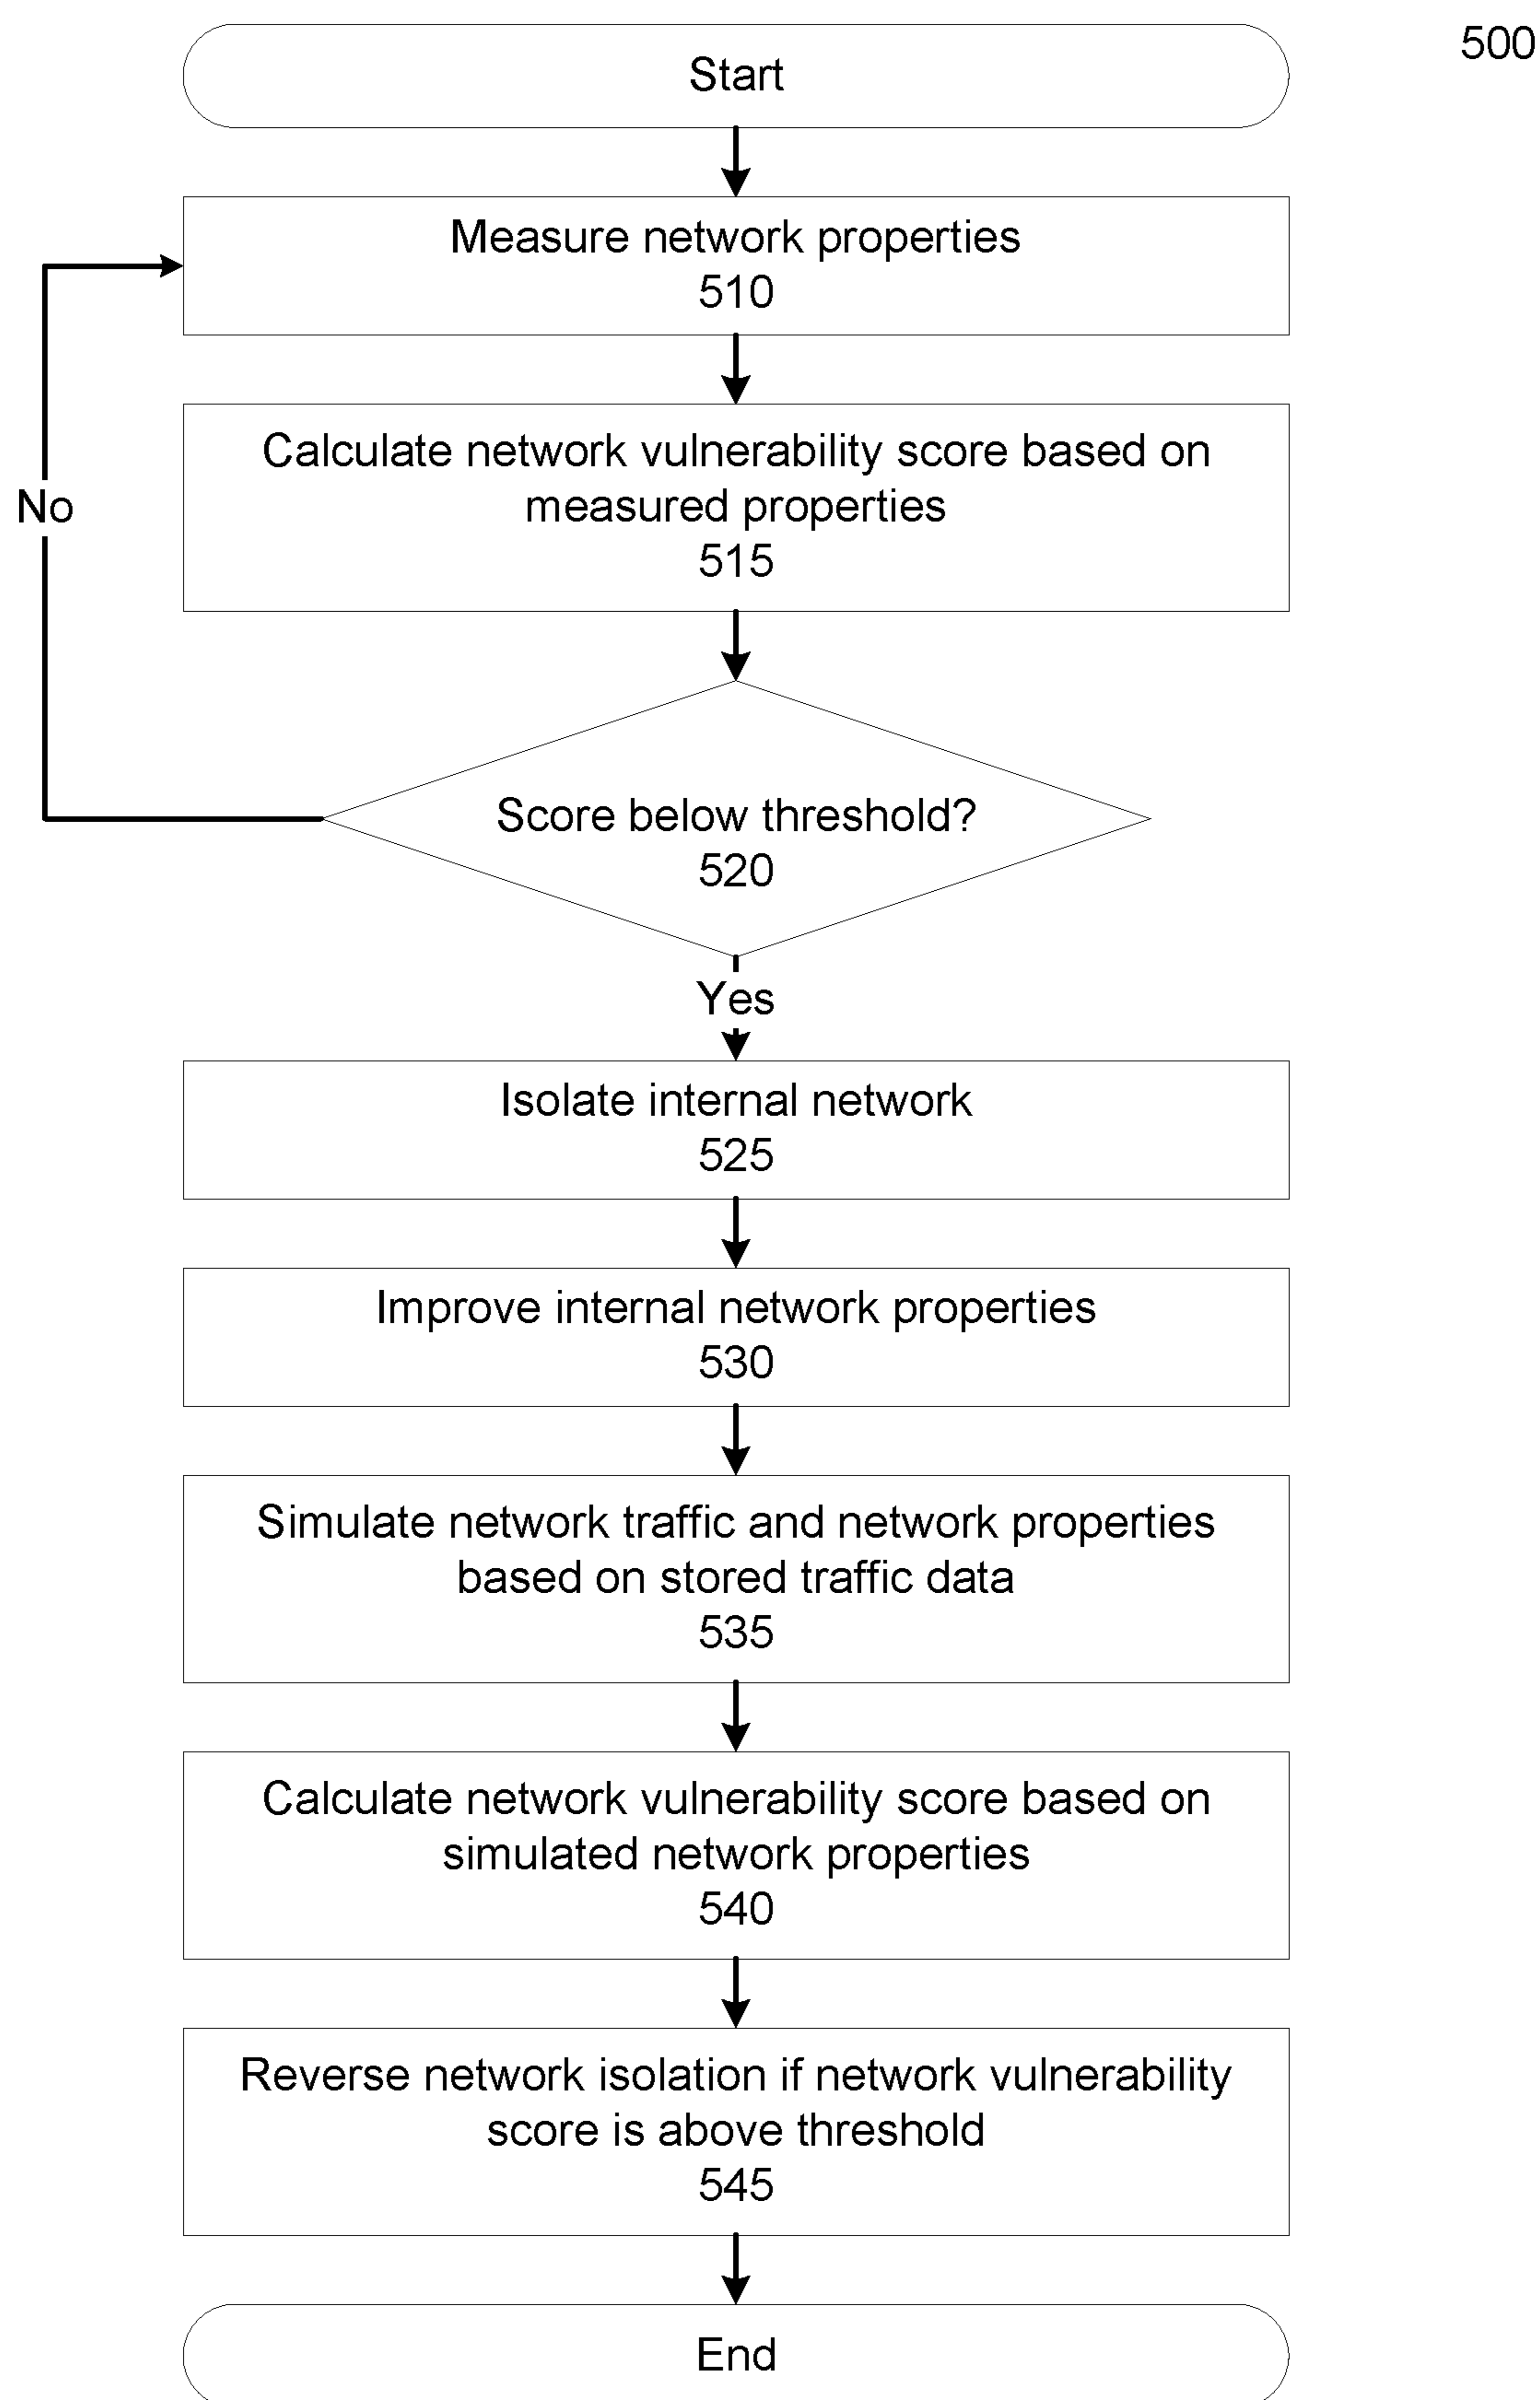 500
Start
Measure network properties
510
Calculate network vulnerability score based on
measured properties
515
No
Score below threshold?
520
Yes
Isolate internal network
525
Improve internal network properties
530
Simulate network traffic and network properties
based on stored traffic data
535
Calculate network vulnerability score based on
simulated network properties
540
Reverse network isolation if network vulnerability
score is above threshold
545
End